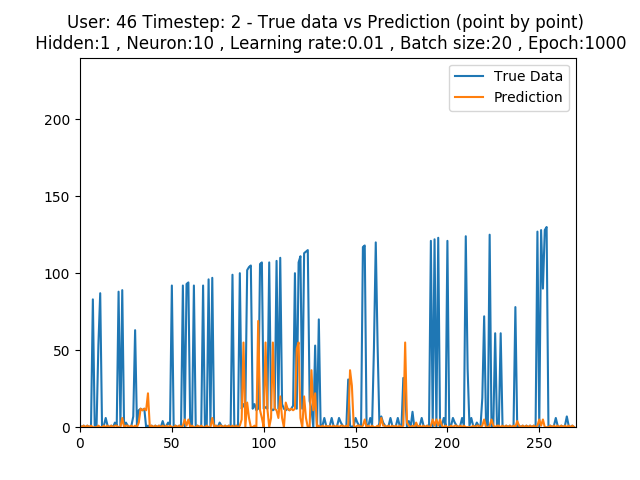 User: 46 Timestep: 2 - True data vs Prediction (point by point)
Hidden:1 , Neuron:10 , Learning rate:0.01 , Batch size:20 , Epoch:1000
True Data
Prediction
200
150
100
50
0
0 50 100 150 200 250